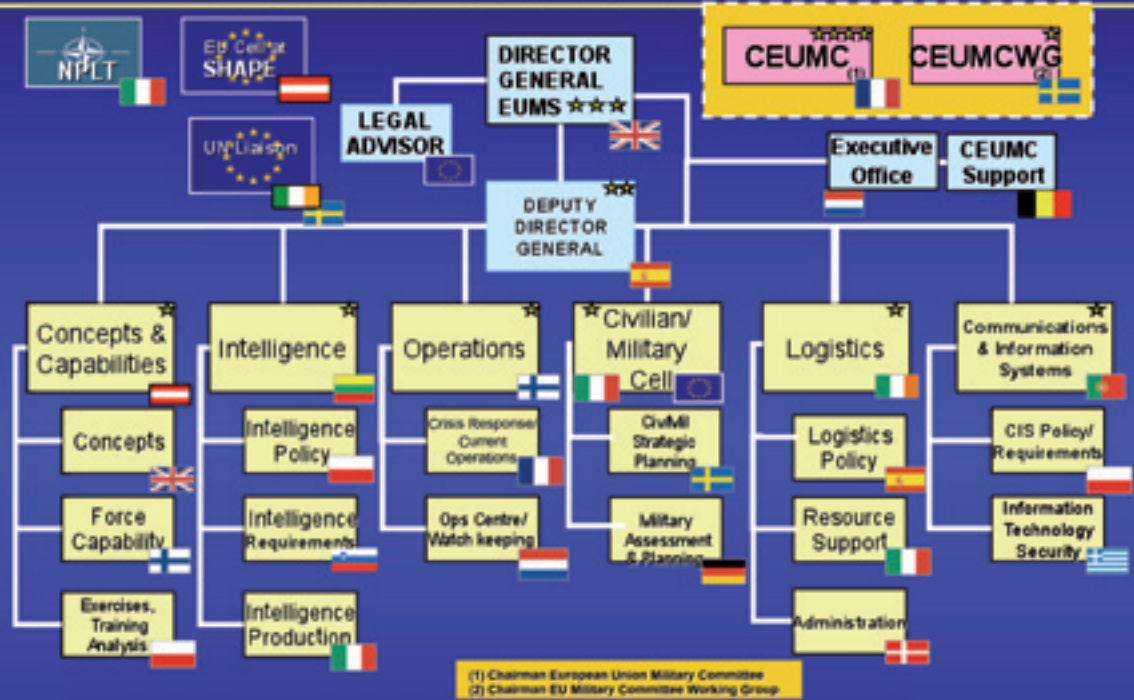 NPLT
EU Cell at
SHAPE
UN Liaison
LEGAL
ADVISOR
DIRECTOR
GENERAL
EUMS
CEUMC
(1)
CEUMCWG
(2)
Executive
Office
CEUMC
Support
DEPUTY
DIRECTOR
GENERAL
Concepts &
Capabilities
Concepts
Force
Capability
Exercises,
Training
Analysis
Intelligence
Intelligence
Policy
Intelligence
Requirements
Intelligence
Production
Operations
Crisis Response/
Current
Operations
Ops Centre/
Watch keeping
Civilian/
Military
Cell
CivMil
Strategic
Planning
Military
Assessment
& Planning
Logistics
Logistics
Policy
Resource
Support
Administration
Communications
& Information
Systems
CIS Policy/
Requirements
Information
Technology
Security
(1) Chairman European Union Military Committee
(2) Chairman EU Military Committee Working Group